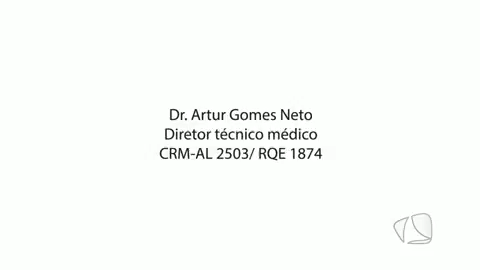 Dr. Artur Gomes Neto
Diretor técnico médico
CRM-AL 2503/ RQE 1874